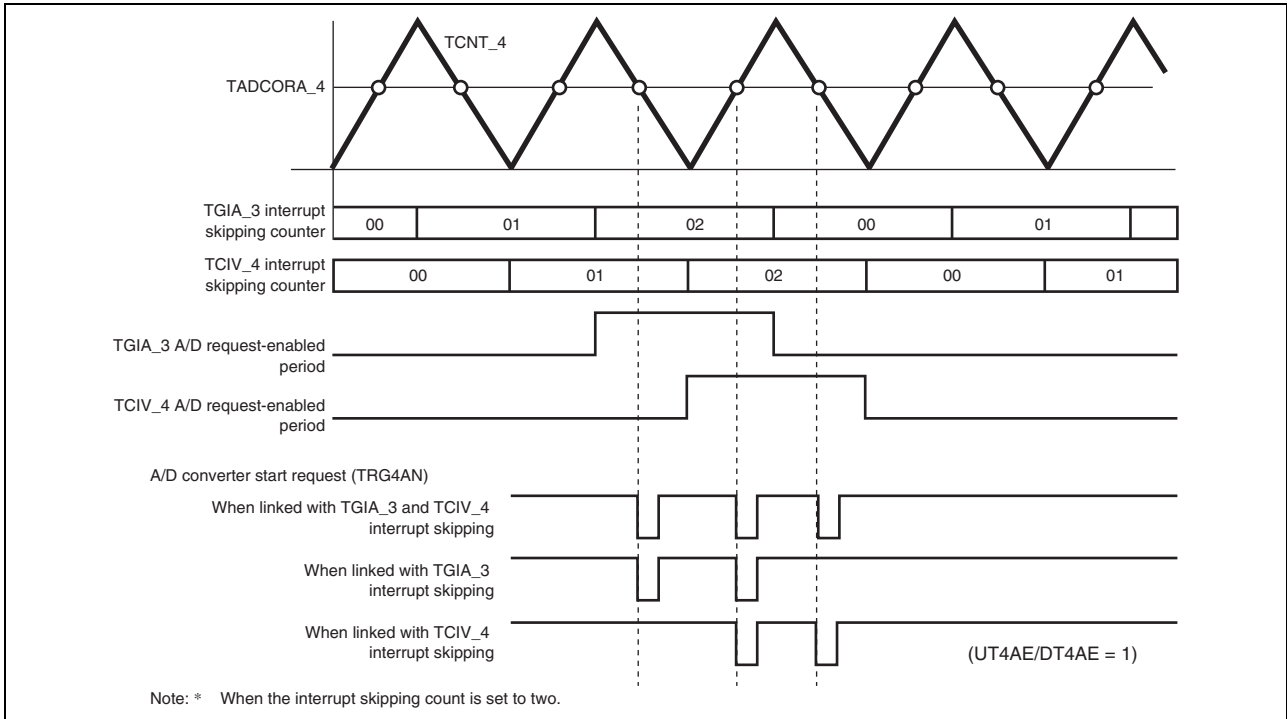 TCNT_4
TADCORA_4
TGIA_3 interrupt
skipping counter
00 01 02 00 01
TCIV_4 interrupt
skipping counter
00 01 02 00 01
TGIA_3 A/D request-enabled
period
TCIV_4 A/D request-enabled
period
A/D converter start request (TRG4AN)
When linked with TGIA_3 and TCIV_4
interrupt skipping
When linked with TGIA_3
interrupt skipping
When linked with TCIV_4
interrupt skipping
(UT4AE/DT4AE = 1)
Note: * When the interrupt skipping count is set to two.